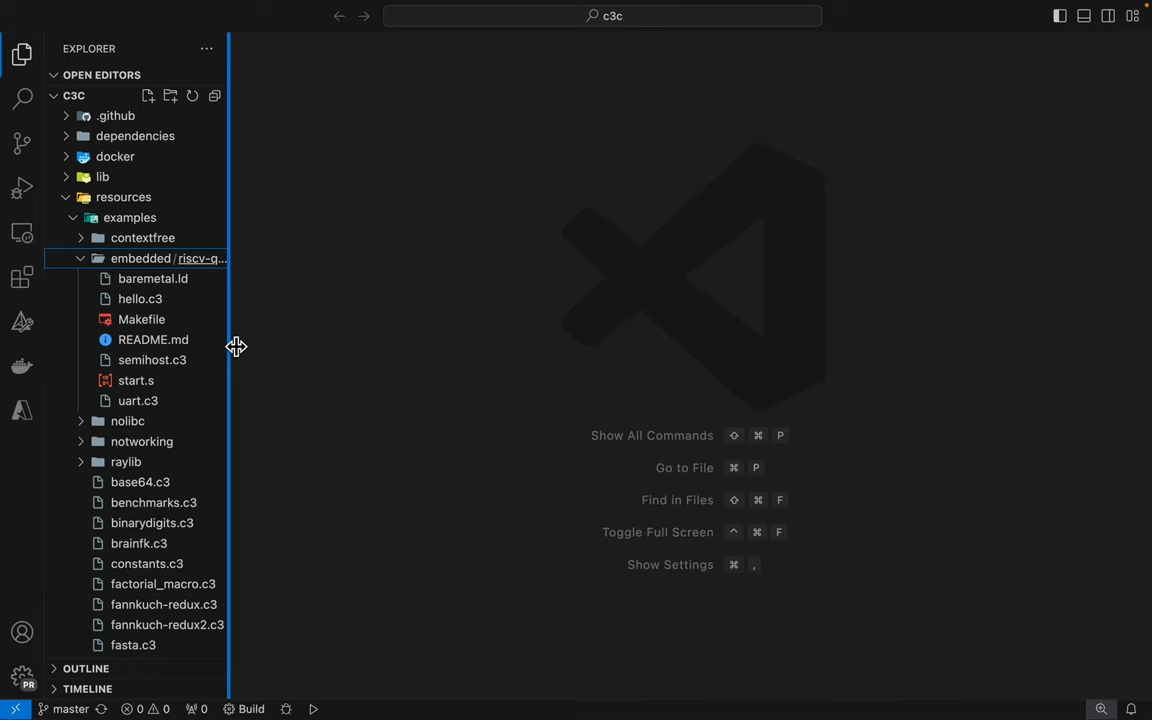 c3c
EXPLORER
OPEN EDITORS
C3C
.github
dependencies
docker
lib
resources
examples
contextfree
embedded / riscv-q...
baremetal.ld
hello.c3
Makefile
README.md
semihost.c3
start.s
uart.c3
nolibc
notworking
raylib
base64.c3
benchmarks.c3
binarydigits.c3
brainfk.c3
constants.c3
factorial_macro.c3
fannkuch-redux.c3
fannkuch-redux2.c3
fasta.c3
OUTLINE
TIMELINE
Show All Commands ⇧ ⌘ P
Go to File ⌘ P
Find in Files ⇧ ⌘ F
Toggle Full Screen ^ ⌘ F
Show Settings ⌘ ,
PR
master 0 0 0 Build